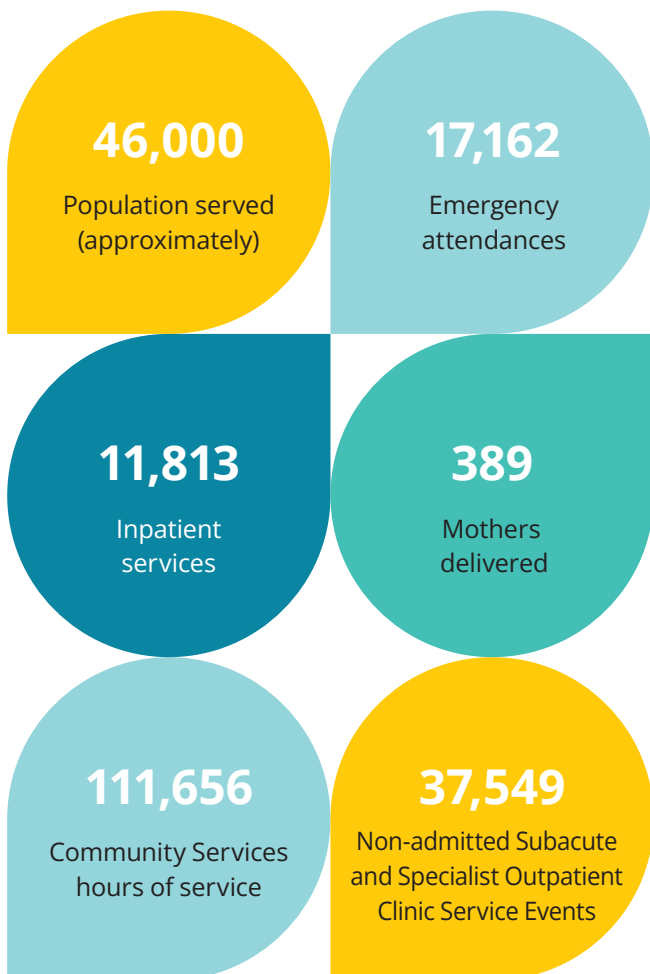 46,000
Population served
(approximately)
17,162
Emergency
attendances
11,813
Inpatient
services
389
Mothers
delivered
111,656
Community Services
hours of service
37,549
Non-admitted Subacute
and Specialist Outpatient
Clinic Service Events